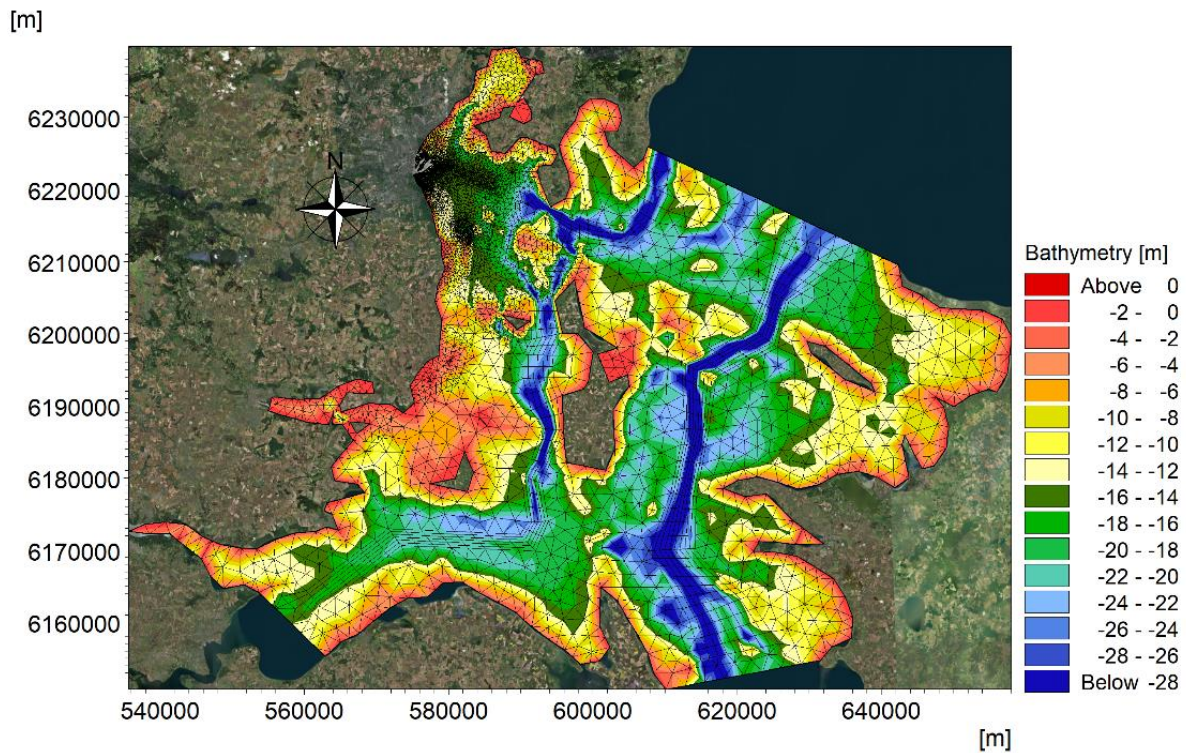 [m]
6230000
6220000
6210000
6200000
6190000
6180000
6170000
6160000
N
540000 560000 580000 600000 620000 640000
[m]
Bathymetry [m]
Above 0
-2 - 0
-4 - -2
-6 - -4
-8 - -6
-10 - -8
-12 - -10
-14 - -12
-16 - -14
-18 - -16
-20 - -18
-22 - -20
-24 - -22
-26 - -24
-28 - -26
Below -28